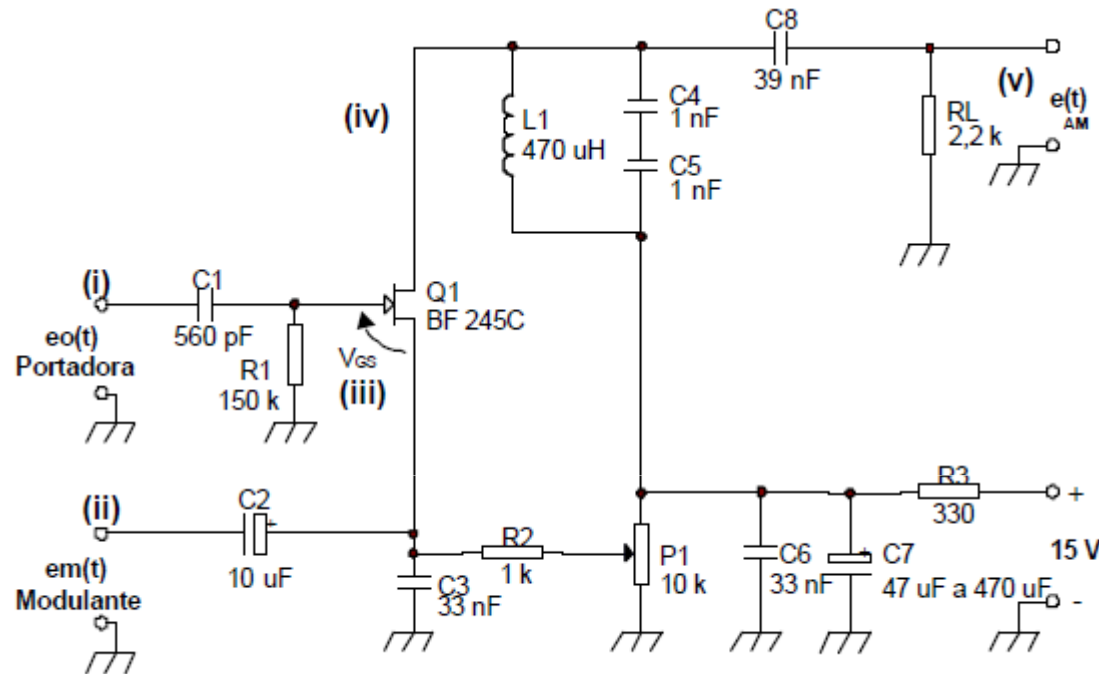 C8
39 nF
(v)
e(t)
AM
(iv)
L1
470 uH
C4
1 nF
C5
1 nF
RL
2,2 k
(i)
C1
560 pF
eo(t)
Portadora
R1
150 k
VGS
(iii)
Q1
BF 245C
(ii)
C2
+
10 uF
em(t)
Modulante
C3
33 nF
R2
1 k
P1
10 k
C6
33 nF
+
C7
47 uF a 470 uF
R3
330
+
15 V
-